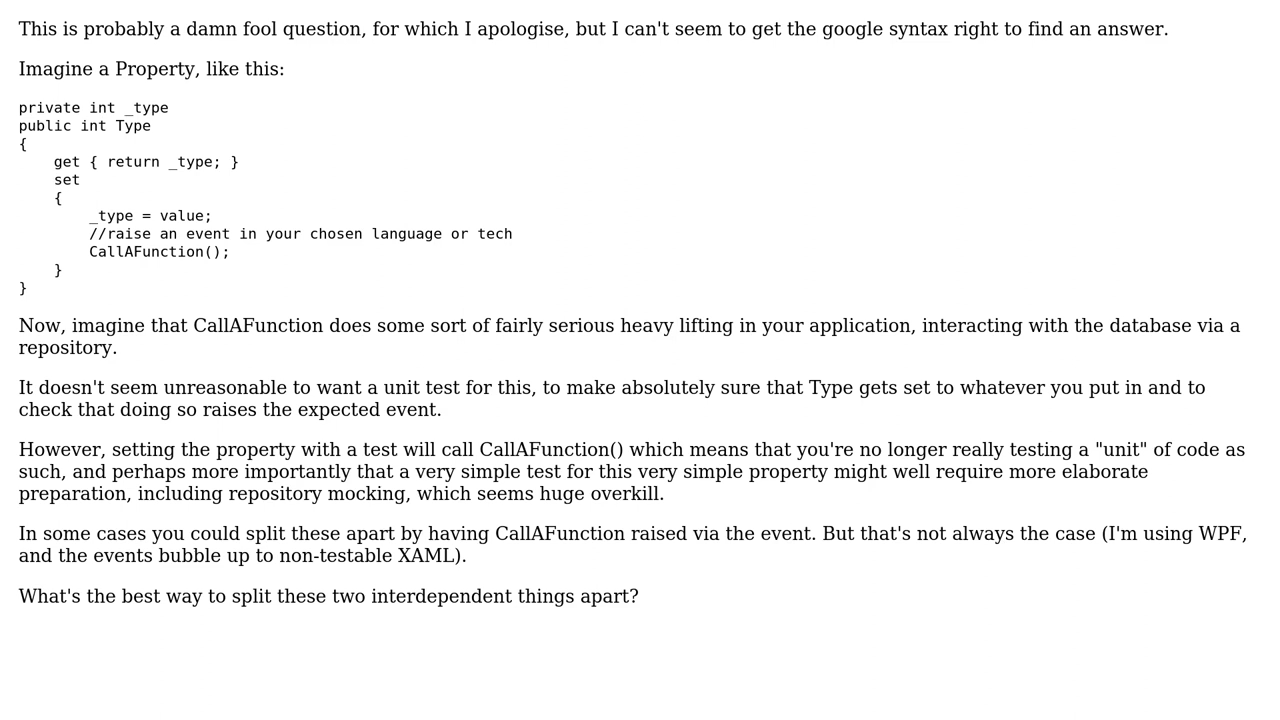 This is probably a damn fool question, for which I apologise, but I can't seem to get the google syntax right to find an answer.
Imagine a Property, like this:
private int _type
public int Type
{
    get { return _type; }
    set
    {
        _type = value;
        //raise an event in your chosen language or tech
        CallAFunction();
    }
}
Now, imagine that CallAFunction does some sort of fairly serious heavy lifting in your application, interacting with the database via a
repository.
It doesn't seem unreasonable to want a unit test for this, to make absolutely sure that Type gets set to whatever you put in and to
check that doing so raises the expected event.
However, setting the property with a test will call CallAFunction() which means that you're no longer really testing a "unit" of code as
such, and perhaps more importantly that a very simple test for this very simple property might well require more elaborate
preparation, including repository mocking, which seems huge overkill.
In some cases you could split these apart by having CallAFunction raised via the event. But that's not always the case (I'm using WPF,
and the events bubble up to non-testable XAML).
What's the best way to split these two interdependent things apart?